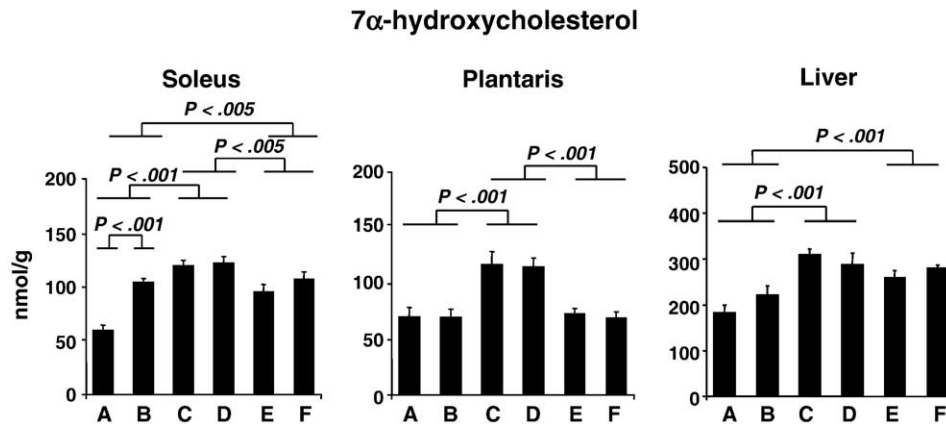 7α-hydroxycholesterol
Soleus
P < .005
P < .005
P < .001
P < .001
nmol/g
200
150
100
50
0
A B C D E F
Plantaris
P < .001
P < .001
200
150
100
50
0
A B C D E F
Liver
P < .001
P < .001
500
400
300
200
100
0
A B C D E F